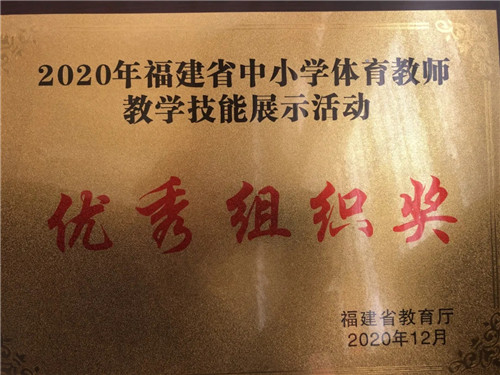 2020年福建省中小学体育教师
教学技能展示活动
优秀组织奖
福建省教育厅
2020年12月